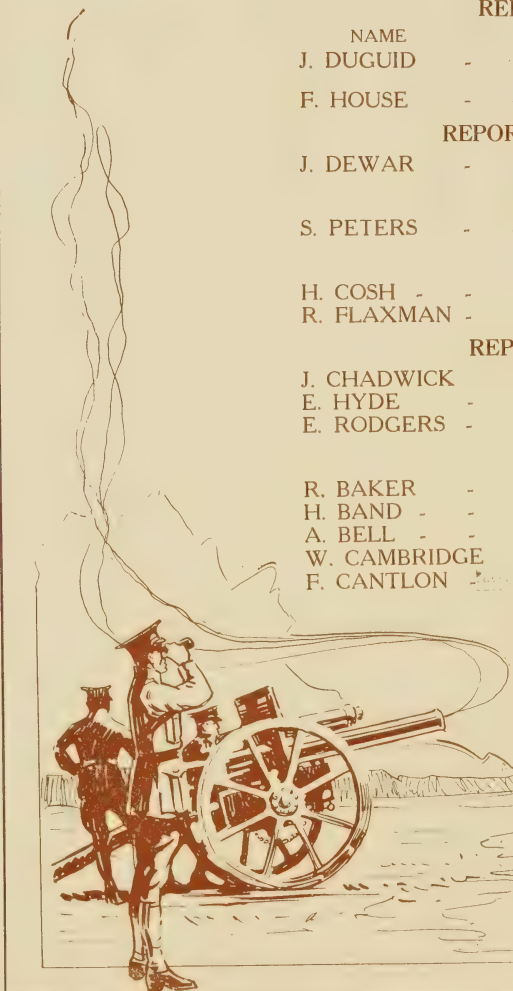 NAME
J. DUGUID -
F. HOUSE -
J. DEWAR -
S. PETERS -
H. COSH - -
R. FLAXMAN -
J. CHADWICK
E. HYDE -
E. RODGERS -
R. BAKER -
H. BAND - -
A. BELL - -
W. CAMBRIDGE
F. CANTLON -